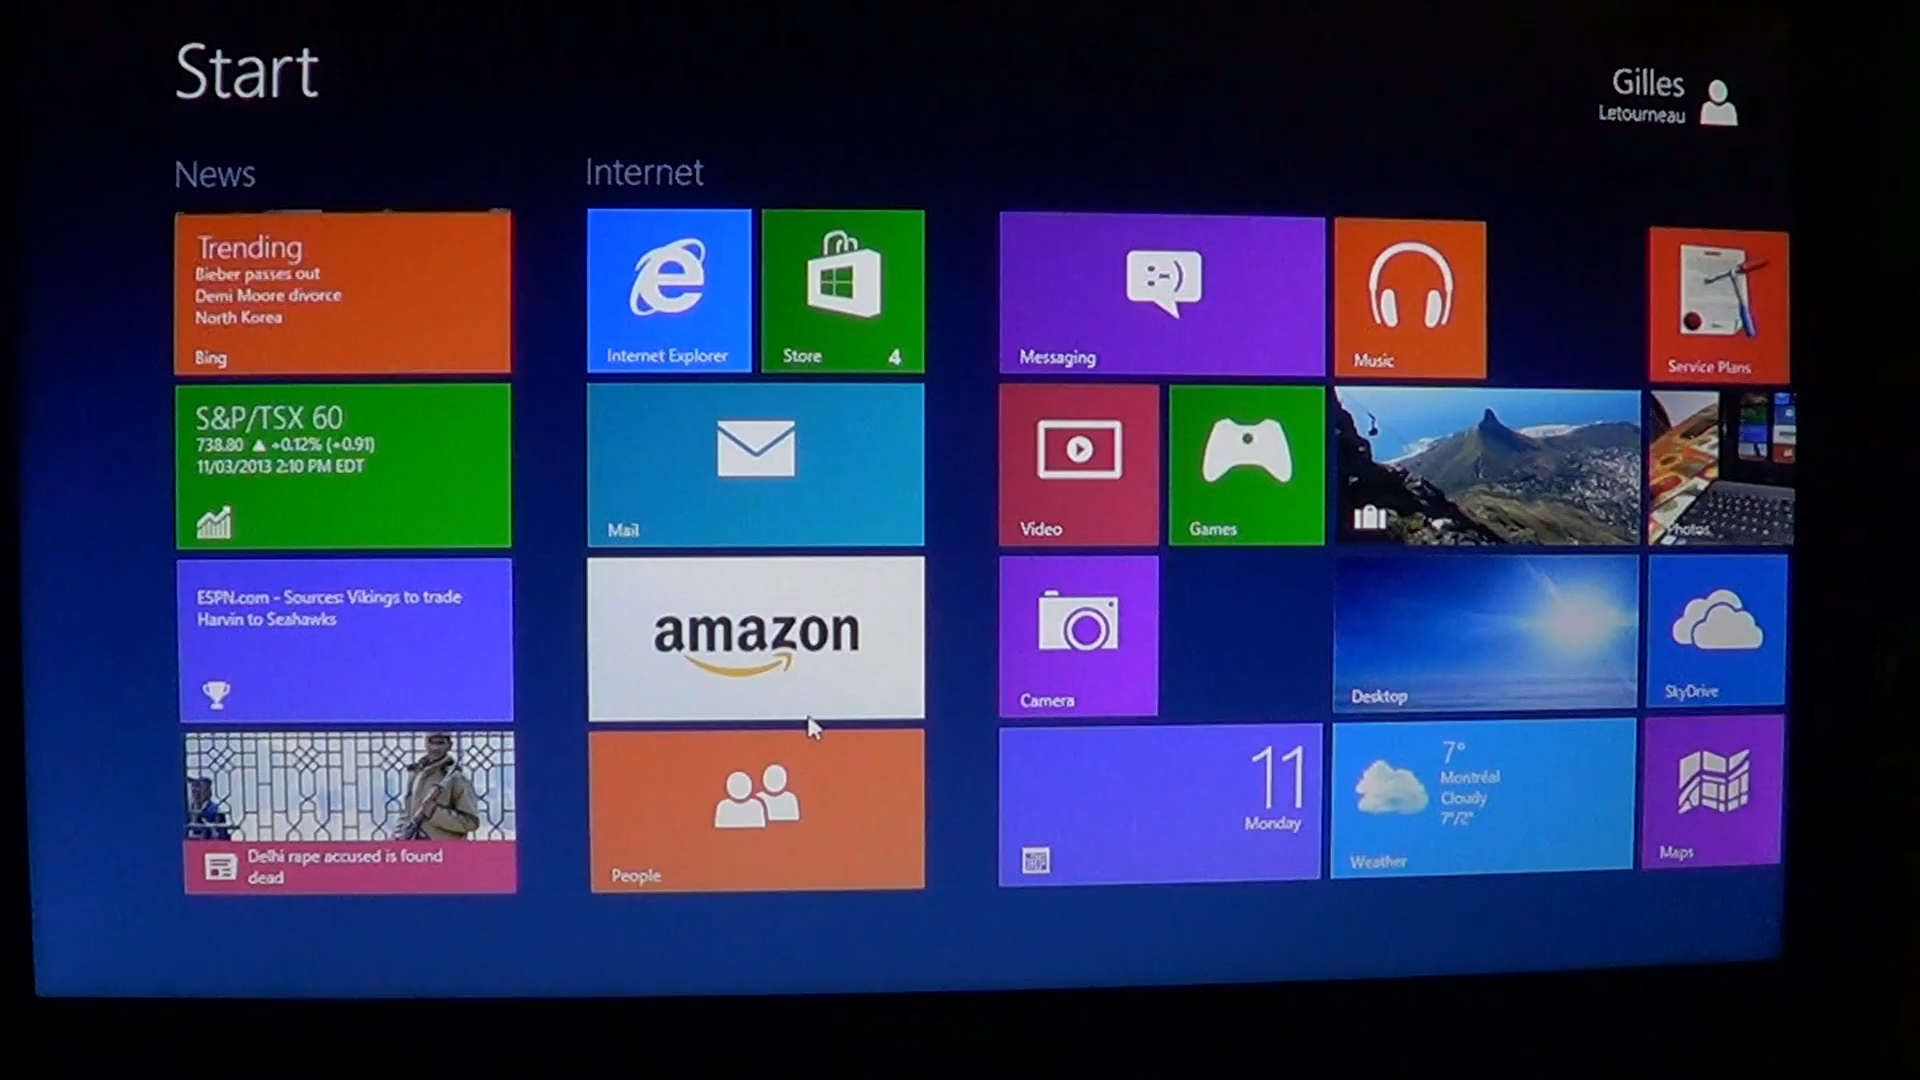 Start
Gilles
Letourneau
News
Internet
Trending
Bieber passes out
Demi Moore divorce
North Korea
Bing
Internet Explorer
Store
4
Messaging
Music
Service Plans
S&P/TSX 60
738.80 ▲ +0.12% (+0.91)
11/03/2013 2:10 PM EDT
Mail
Video
Games
Photos
ESPN.com - Sources: Vikings to trade
Harvin to Seahawks
amazon
Camera
Desktop
SkyDrive
Delhi rape accused is found
dead
People
11
Monday
7°
Montréal
Cloudy
7°/2°
Weather
Maps